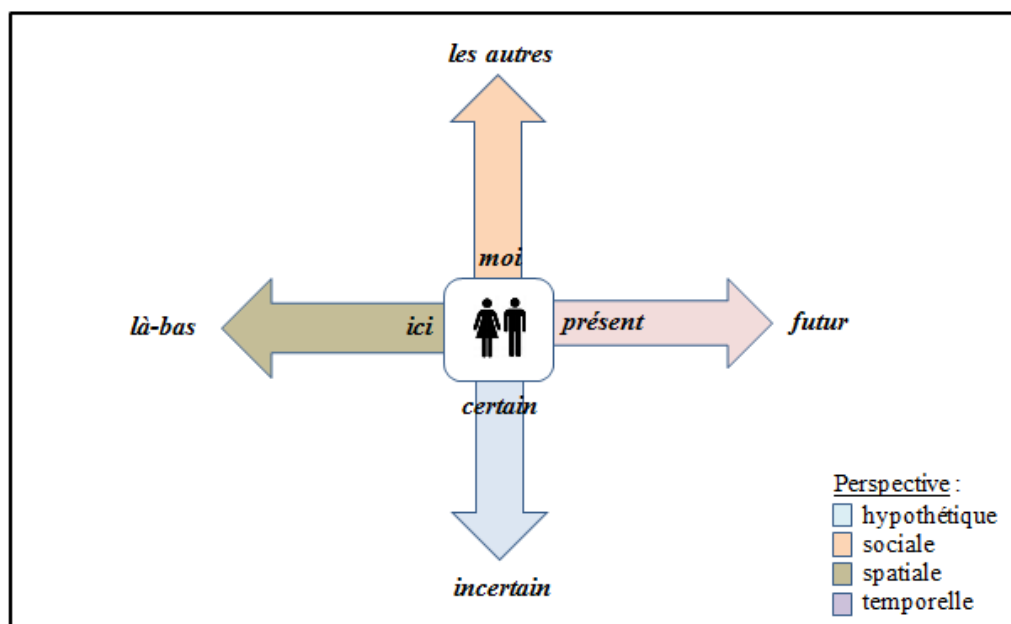 les autres
moi
là-bas
ici
présent
futur
certain
incertain
Perspective :
hypothétique
sociale
spatiale
temporelle